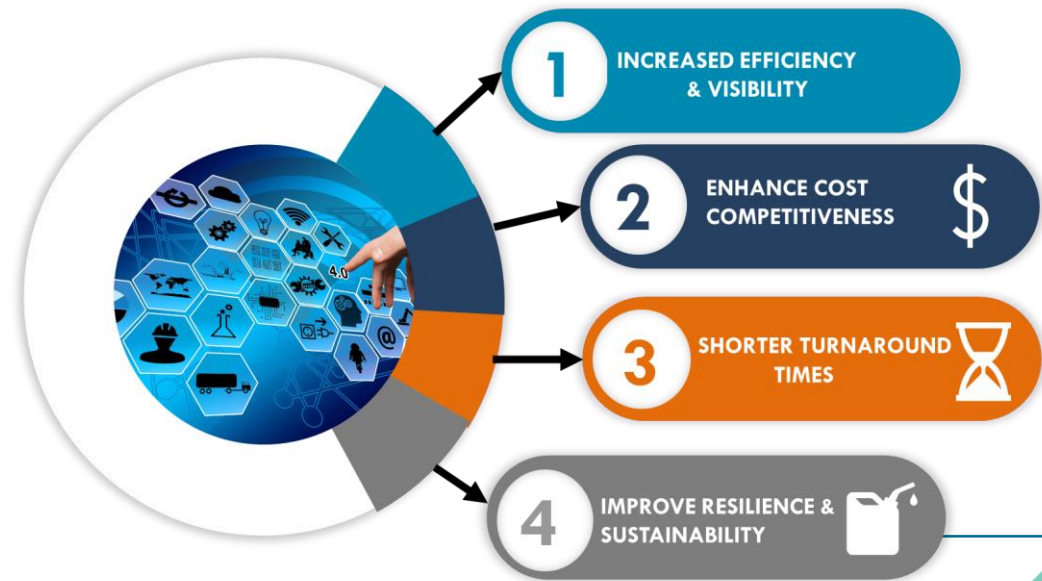 1
INCREASED EFFICIENCY
& VISIBILITY
2
ENHANCE COST
COMPETITIVENESS
$
3
SHORTER TURNAROUND
TIMES
4
IMPROVE RESILIENCE &
SUSTAINABILITY
4.0
@